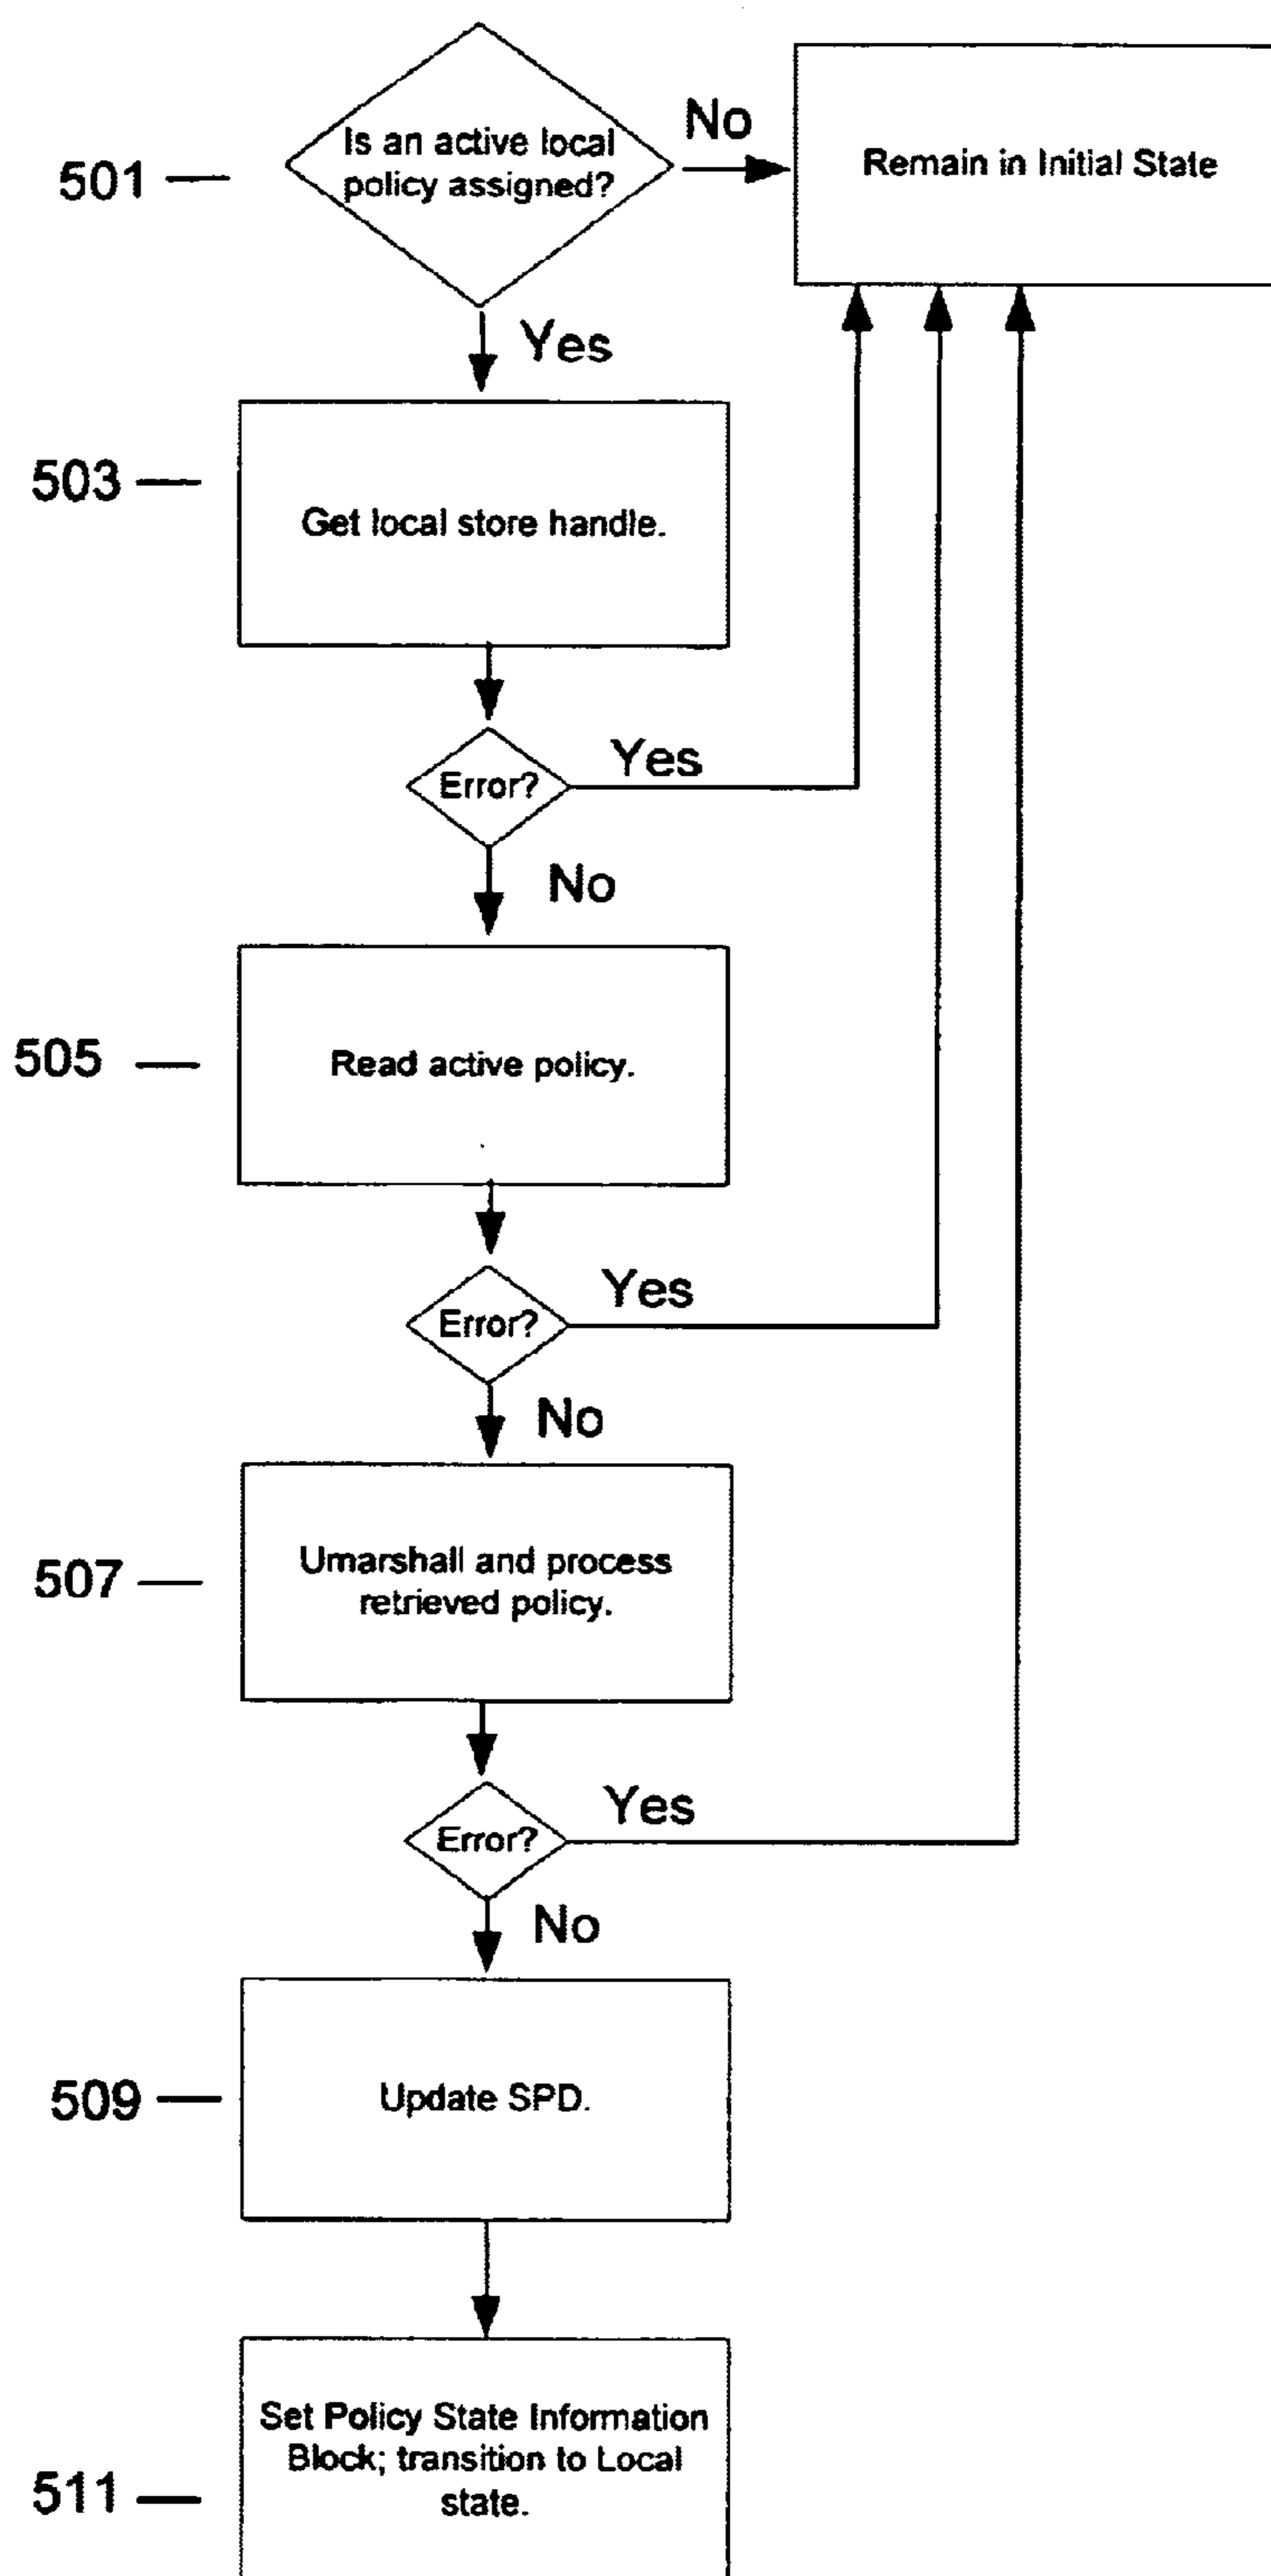 501
Is an active local
policy assigned?
No
Remain in Initial State
Yes
503
Get local store handle.
Error?
Yes
No
505
Read active policy.
Error?
Yes
No
507
Umarshall and process
retrieved policy.
Error?
Yes
No
509
Update SPD.
511
Set Policy State Information
Block; transition to Local
state.